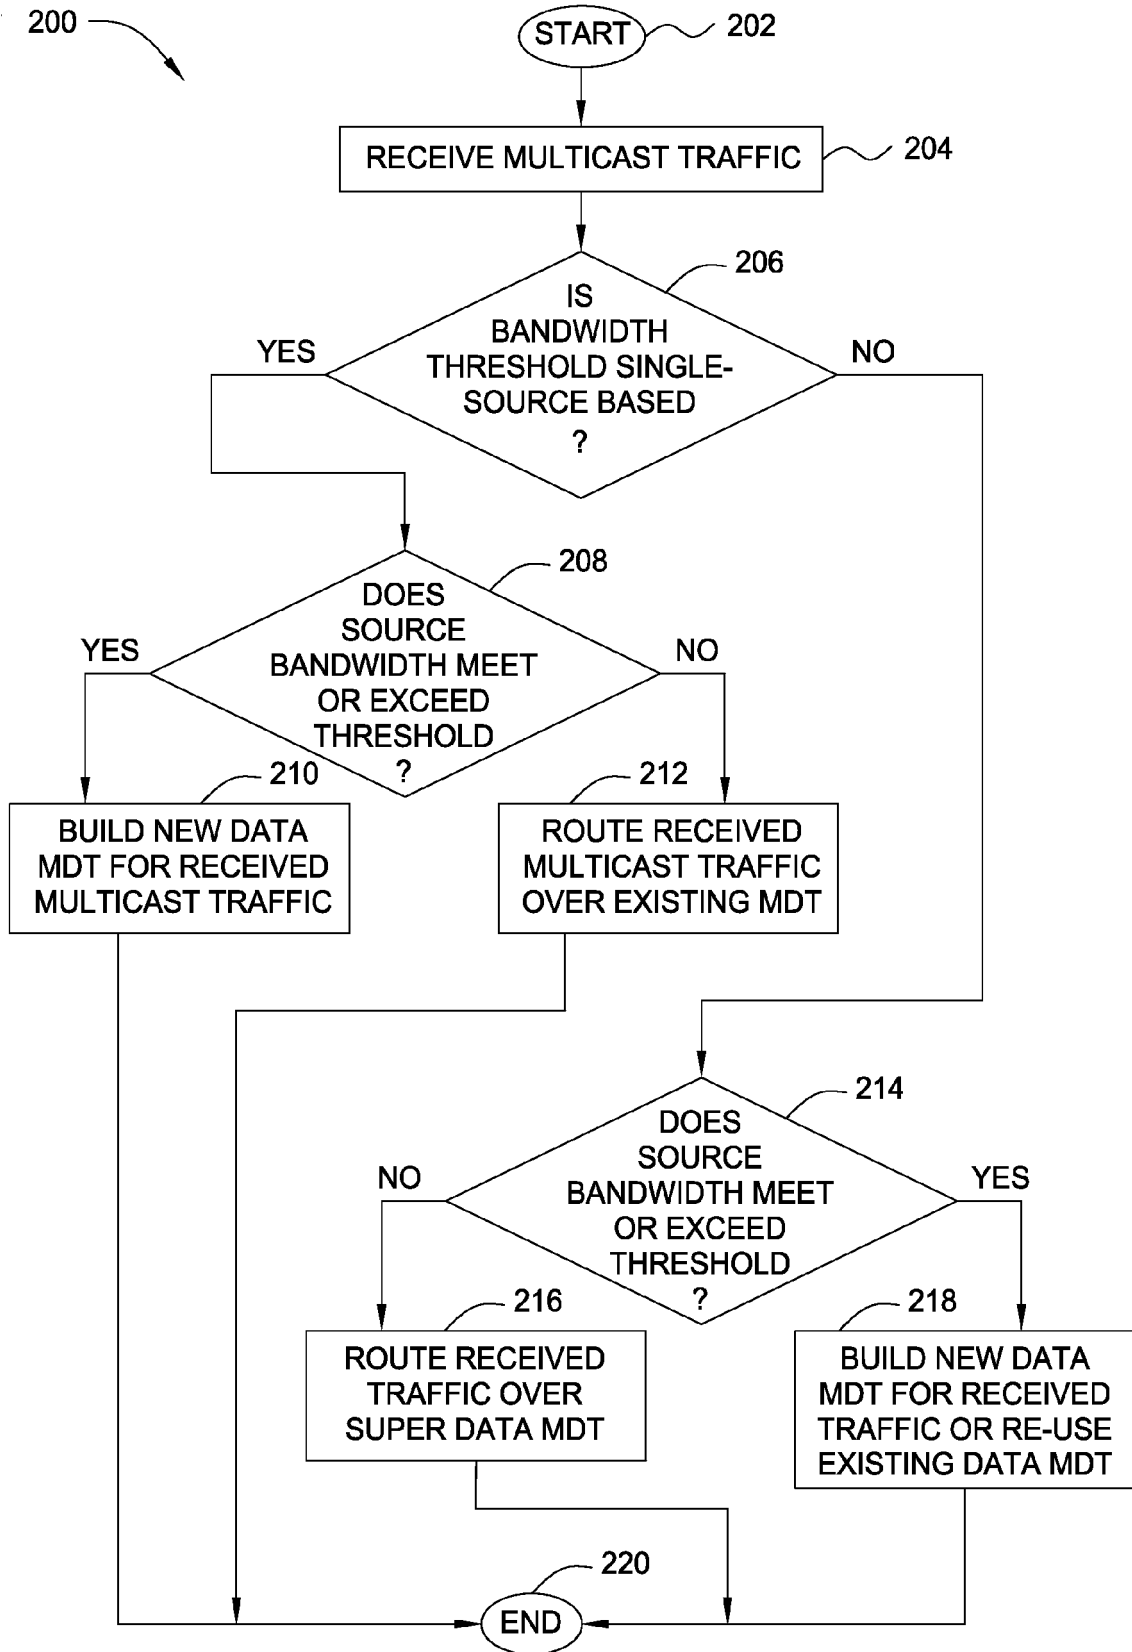 200
START
202
RECEIVE MULTICAST TRAFFIC
204
206
IS
BANDWIDTH
THRESHOLD SINGLE-
SOURCE BASED
?
YES
NO
208
DOES
SOURCE
BANDWIDTH MEET
OR EXCEED
THRESHOLD
?
YES
NO
210
BUILD NEW DATA
MDT FOR RECEIVED
MULTICAST TRAFFIC
212
ROUTE RECEIVED
MULTICAST TRAFFIC
OVER EXISTING MDT
214
DOES
SOURCE
BANDWIDTH MEET
OR EXCEED
THRESHOLD
?
NO
YES
216
ROUTE RECEIVED
TRAFFIC OVER
SUPER DATA MDT
218
BUILD NEW DATA
MDT FOR RECEIVED
TRAFFIC OR RE-USE
EXISTING DATA MDT
220
END